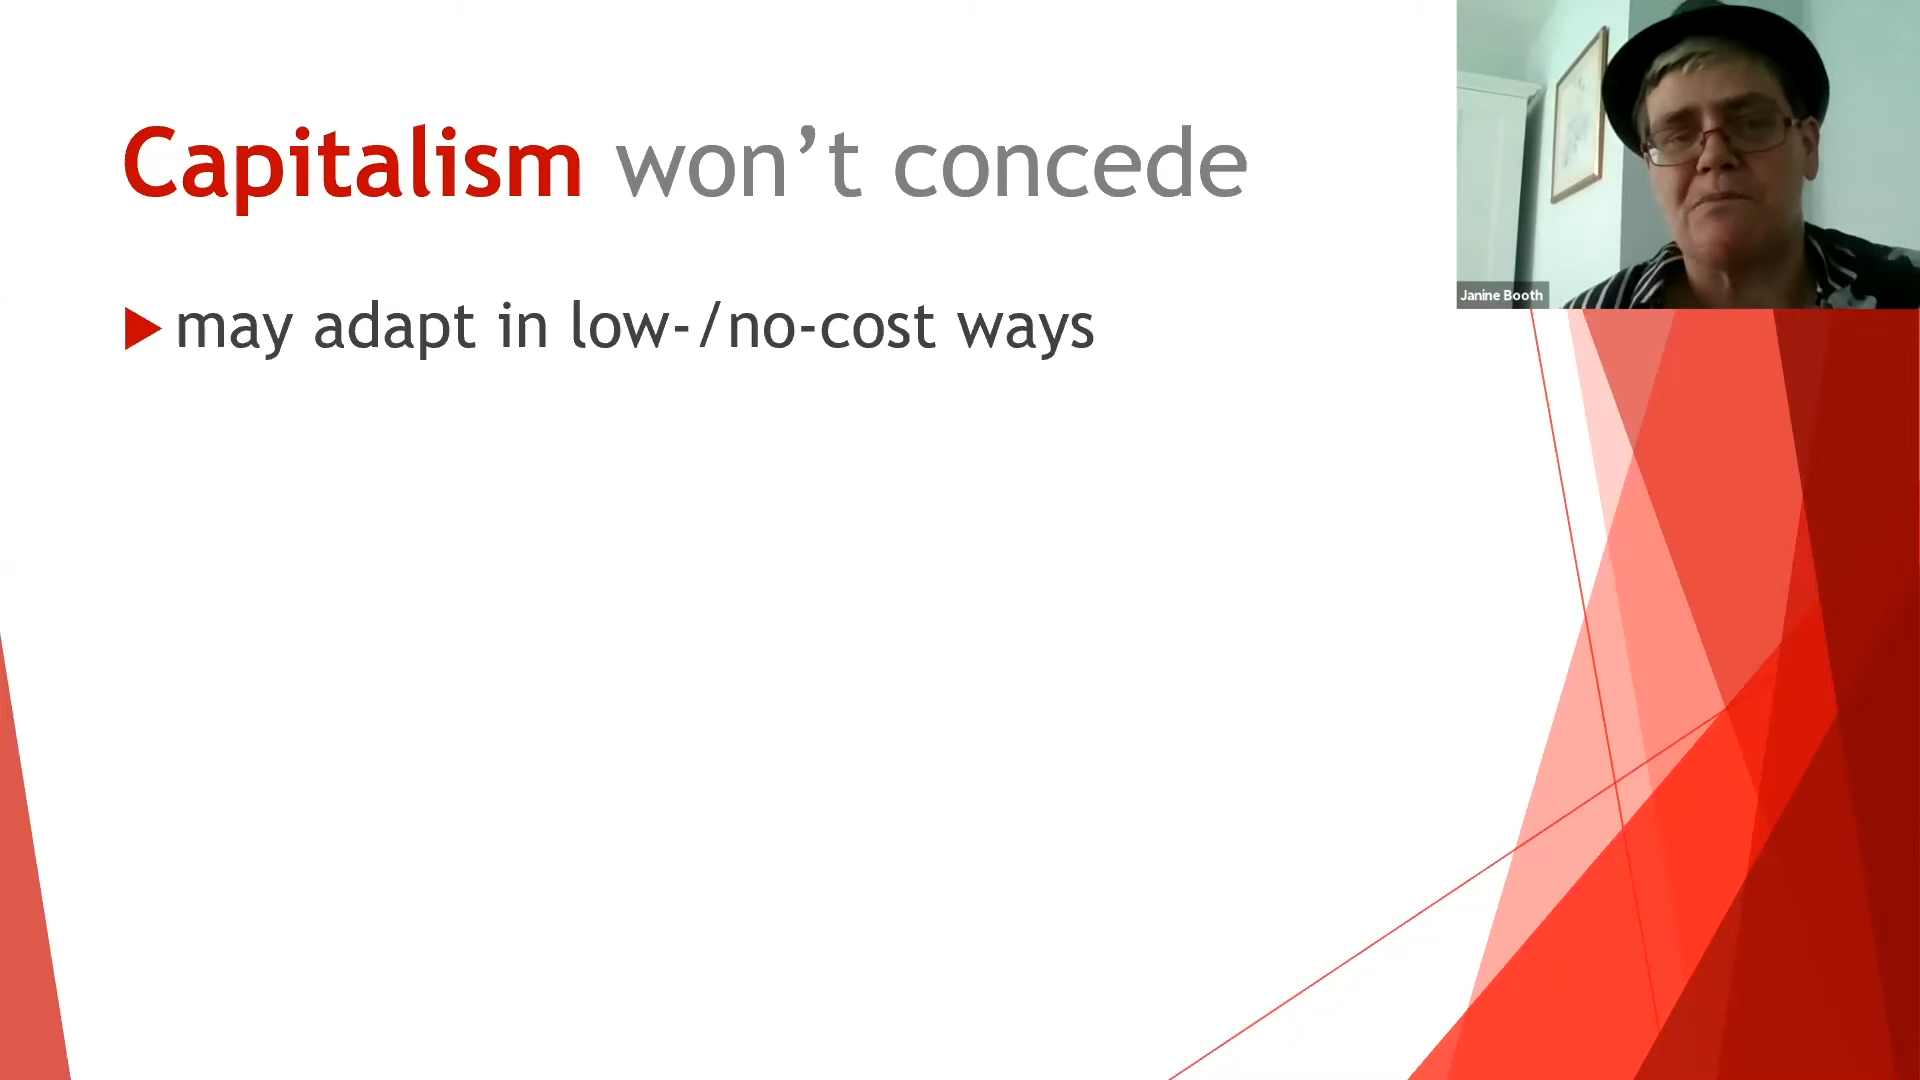 Capitalism won’t concede
may adapt in low-/no-cost ways
Janine Booth